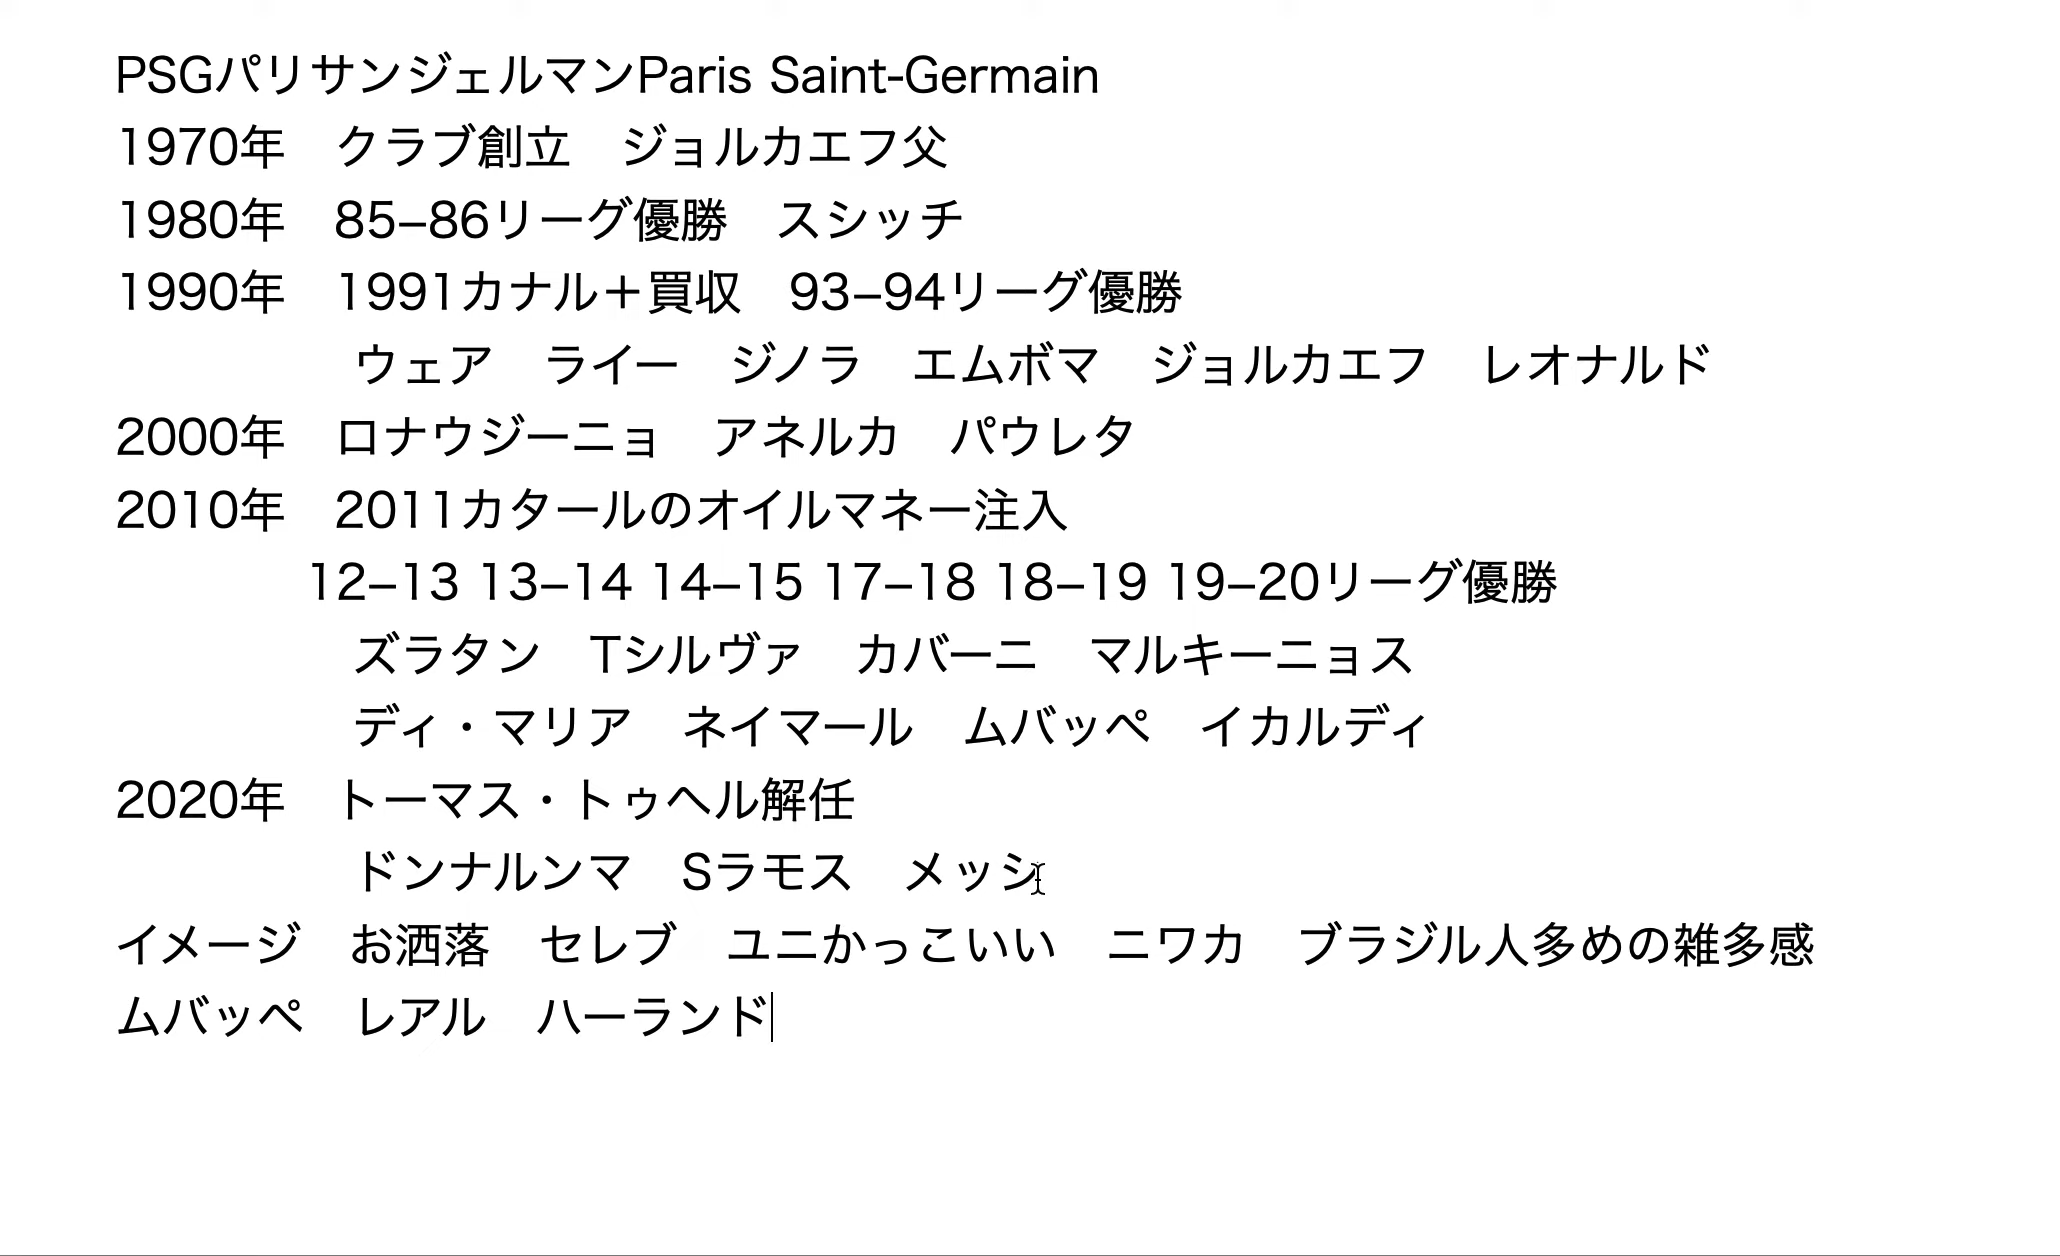 PSGパリサンジェルマンParis Saint-Germain
1970年　クラブ創立　ジョルカエフ父
1980年　85–86リーグ優勝　スシッチ
1990年　1991カナル＋買収　93–94リーグ優勝
ウェア　ライー　ジノラ　エムボマ　ジョルカエフ　レオナルド
2000年　ロナウジーニョ　アネルカ　パウレタ
2010年　2011カタールのオイルマネー注入
12–13 13–14 14–15 17–18 18–19 19–20リーグ優勝
ズラタン　Tシルヴァ　カバーニ　マルキーニョス
ディ・マリア　ネイマール　ムバッペ　イカルディ
2020年　トーマス・トゥヘル解任
ドンナルンマ　Sラモス　メッシ
イメージ　お洒落　セレブ　ユニかっこいい　ニワカ　ブラジル人多めの雑多感
ムバッペ　レアル　ハーランド